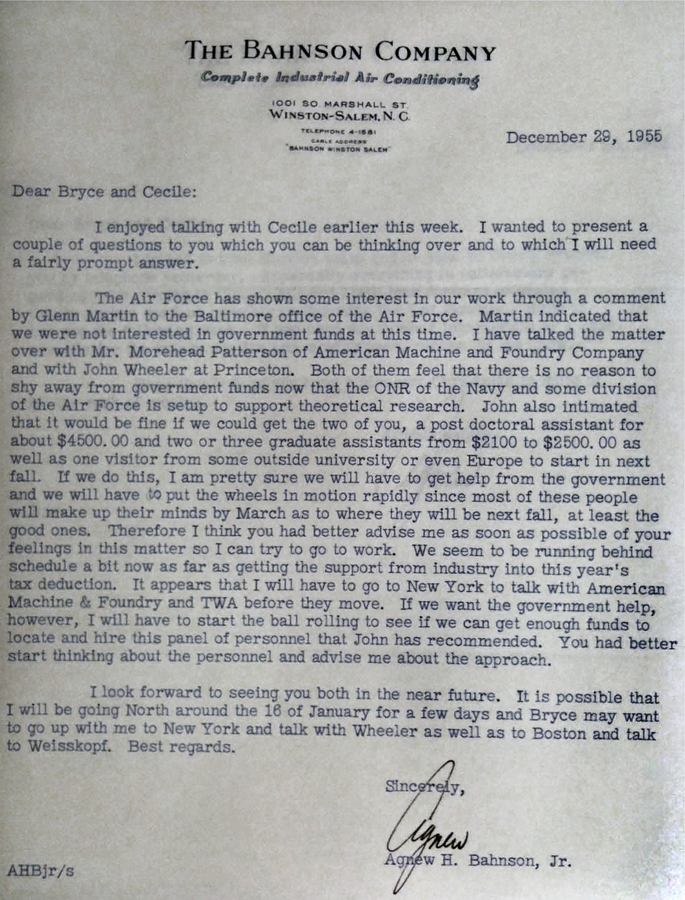 THE BAHNSON COMPANY
Complete Industrial Air Conditioning
1001 SO. MARSHALL ST.
WINSTON-SALEM, N. C.
TELEPHONE 4-1581
CABLE ADDRESS
"BAHNSON WINSTON SALEM"
December 29, 1955
Dear Bryce and Cecile:
I enjoyed talking with Cecile earlier this week. I wanted to present a
couple of questions to you which you can be thinking over and to which I will need
a fairly prompt answer.
The Air Force has shown some interest in our work through a comment
by Glenn Martin to the Baltimore office of the Air Force. Martin indicated that
we were not interested in government funds at this time. I have talked the matter
over with Mr. Morehead Patterson of American Machine and Foundry Company
and with John Wheeler at Princeton. Both of them feel that there is no reason to
shy away from government funds now that the ONR of the Navy and some division
of the Air Force is setup to support theoretical research. John also intimated
that it would be fine if we could get the two of you, a post doctoral assistant for
about $4500.00 and two or three graduate assistants from $2100 to $2500.00 as
well as one visitor from some outside university or even Europe to start in next
fall. If we do this, I am pretty sure we will have to get help from the government
and we will have to put the wheels in motion rapidly since most of these people
will make up their minds by March as to where they will be next fall, at least the
good ones. Therefore I think you had better advise me as soon as possible of your
feelings in this matter so I can try to go to work. We seem to be running behind
schedule a bit now as far as getting the support from industry into this year's
tax deduction. It appears that I will have to go to New York to talk with American
Machine & Foundry and TWA before they move. If we want the government help,
however, I will have to start the ball rolling to see if we can get enough funds to
locate and hire this panel of personnel that John has recommended. You had better
start thinking about the personnel and advise me about the approach.
I look forward to seeing you both in the near future. It is possible that
I will be going North around the 16 of January for a few days and Bryce may want
to go up with me to New York and talk with Wheeler as well as to Boston and talk
to Weisskopf. Best regards.
Sincerely,
Agnew
Agnew H. Bahnson, Jr.
AHBjr/s